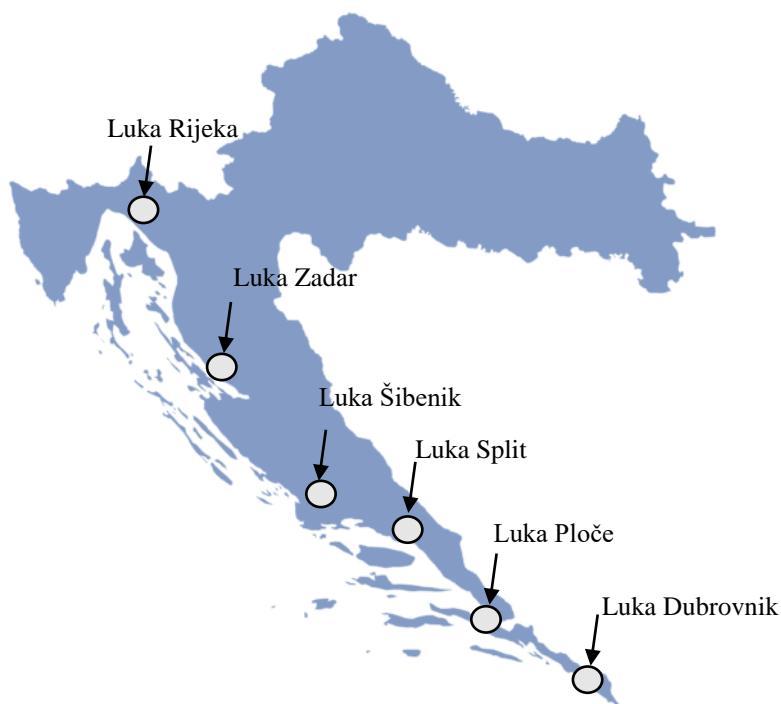 Luka Rijeka
Luka Zadar
Luka Šibenik
Luka Split
Luka Ploče
Luka Dubrovnik